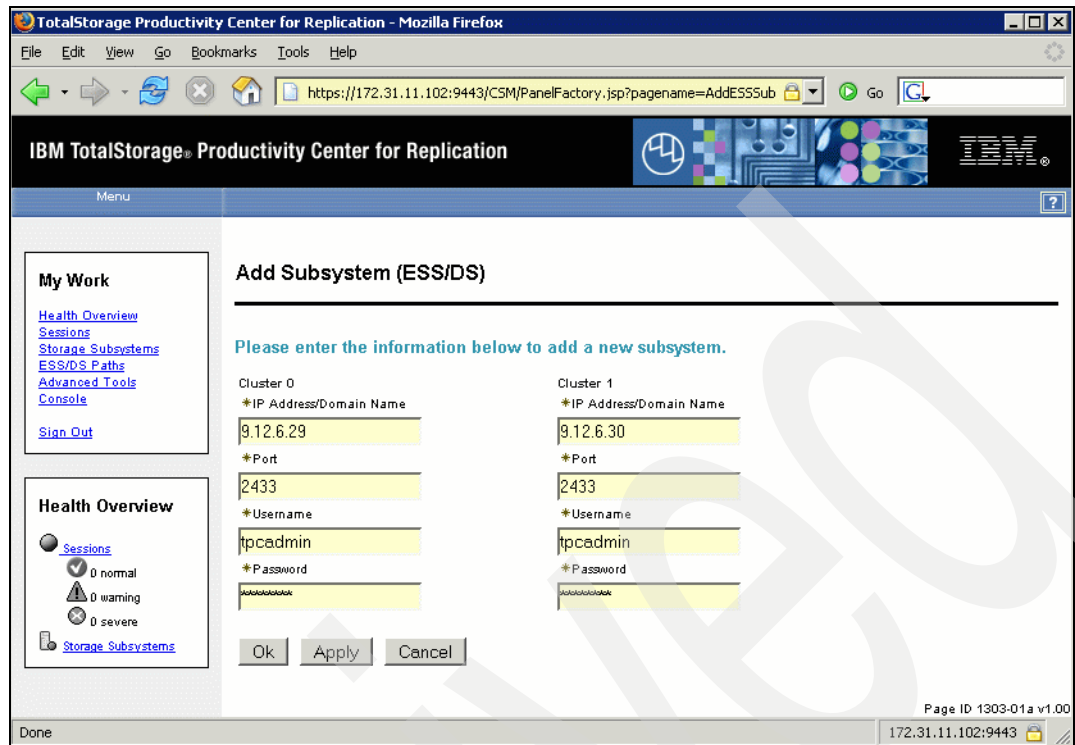 TotalStorage Productivity Center for Replication - Mozilla Firefox
File Edit View Go Bookmarks Tools Help
https://172.31.11.102:9443/CSM/PanelFactory.jsp?pagename=AddESSSub Go G
IBM TotalStorage® Productivity Center for Replication
IBM®
Menu
?
My Work
Health Overview
Sessions
Storage Subsystems
ESS/DS Paths
Advanced Tools
Console
Sign Out
Health Overview
Sessions
0 normal
0 warning
0 severe
Storage Subsystems
Add Subsystem (ESS/DS)
Please enter the information below to add a new subsystem.
Cluster 0 Cluster 1
*IP Address/Domain Name *IP Address/Domain Name
9.12.6.29 9.12.6.30
*Port *Port
2433 2433
*Username *Username
tpcadmin tpcadmin
*Password *Password
Ok Apply Cancel
Page ID 1303-01a v1.00
Done 172.31.11.102:9443